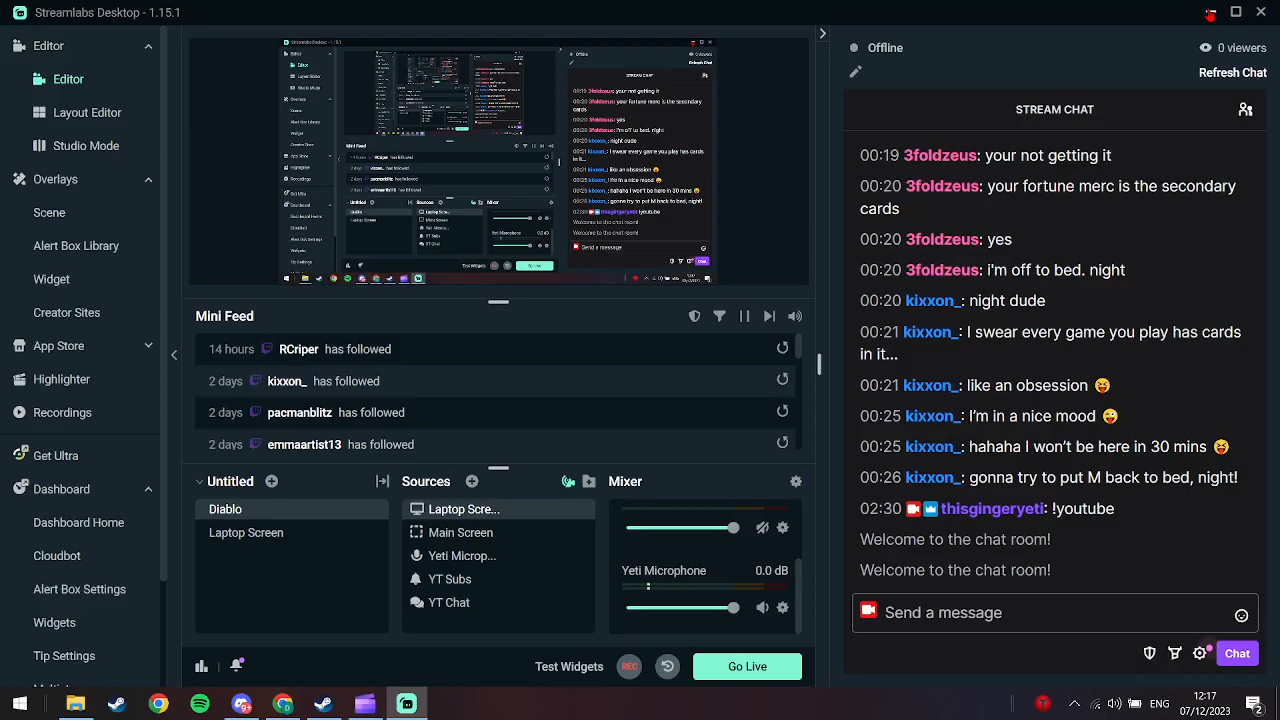 Streamlabs Desktop - 1.15.1
Editor
Editor
Layout Editor
Studio Mode
Overlays
Scene
Alert Box Library
Widget
Creator Sites
App Store
Highlighter
Recordings
Get Ultra
Dashboard
Dashboard Home
Cloudbot
Alert Box Settings
Widgets
Tip Settings
Mini Feed
14 hours RCriper has followed
2 days kixxon_ has followed
2 days pacmanblitz has followed
2 days emmaartist13 has followed
Untitled
Diablo
Laptop Screen
Sources
Laptop Scre...
Main Screen
Yeti Microp...
YT Subs
YT Chat
Mixer
Yeti Microphone 0.0 dB
Test Widgets REC Go Live
Offline 0 viewers
Refresh Chat
STREAM CHAT
00:19 3foldzeus: your not getting it
00:20 3foldzeus: your fortune nere is the secondary
cards
00:20 3foldzeus: yes
00:20 3foldzeus: i'm off to bed. night
00:20 kixxon_: night dude
00:21 kixxon_: I swear every game you play has cards
in it...
00:21 kixxon_: like an obsession 😝
00:25 kixxon_: I'm in a nice mood 😜
00:25 kixxon_: hahaha I won't be here in 30 mins 😝
00:26 kixxon_: gonna try to put M back to bed, night!
02:30 thisgingeryeti: !youtube
Welcome to the chat room!
Welcome to the chat room!
Send a message
Chat
ENG
12:17
07/12/2023